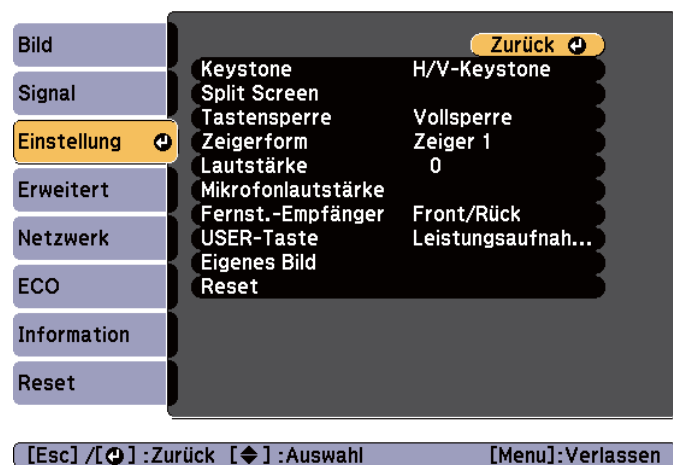 Bild
Signal
Einstellung
Erweitert
Netzwerk
ECO
Information
Reset
Zurück
Keystone H/V-Keystone
Split Screen
Tastensperre Vollsperre
Zeigerform Zeiger 1
Lautstärke 0
Mikrofonlautstärke
Fernst.-Empfänger Front/Rück
USER-Taste Leistungsaufnah...
Eigenes Bild
Reset
[Esc] /[ ] :Zurück [ ] :Auswahl [Menu]:Verlassen